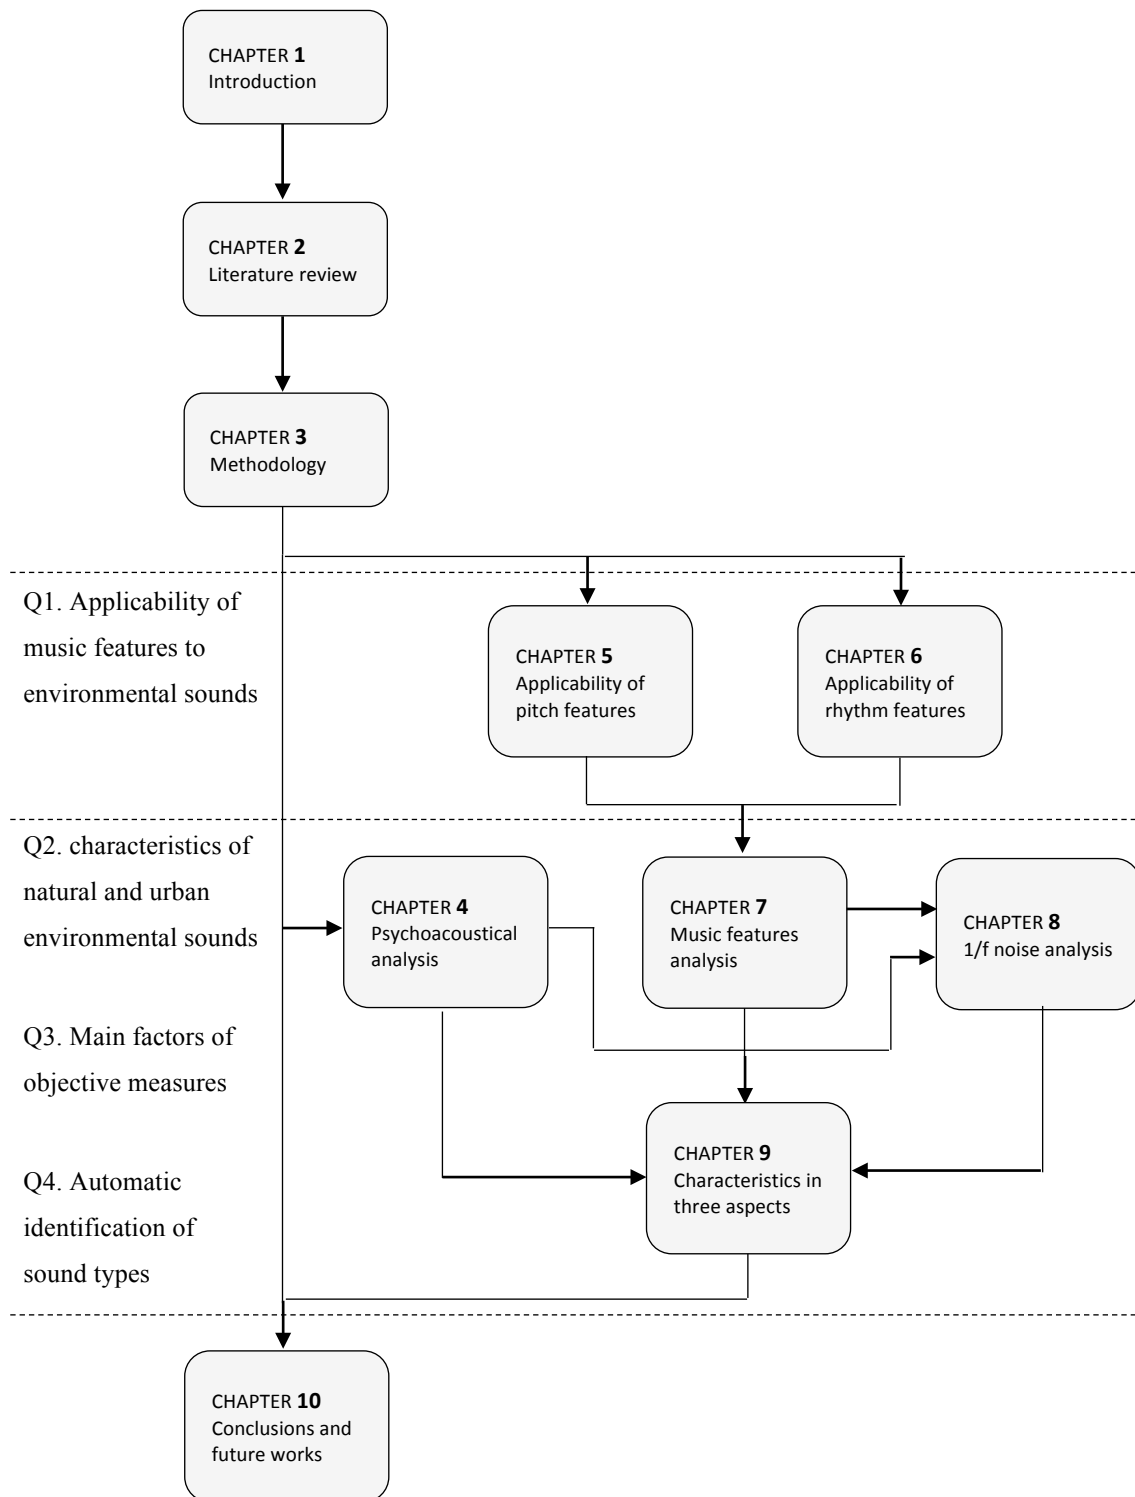 CHAPTER 1
Introduction
CHAPTER 2
Literature review
CHAPTER 3
Methodology
Q1. Applicability of
music features to
environmental sounds
CHAPTER 5
Applicability of
pitch features
CHAPTER 6
Applicability of
rhythm features
Q2. characteristics of
natural and urban
environmental sounds
CHAPTER 4
Psychoacoustical
analysis
CHAPTER 7
Music features
analysis
CHAPTER 8
1/f noise analysis
Q3. Main factors of
objective measures
CHAPTER 9
Characteristics in
three aspects
Q4. Automatic
identification of
sound types
CHAPTER 10
Conclusions and
future works